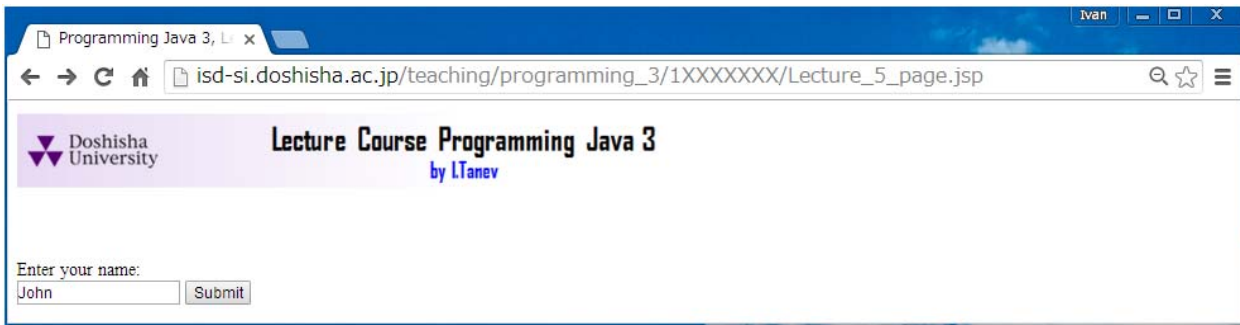 Ivan
Programming Java 3, L
isd-si.doshisha.ac.jp/teaching/programming_3/1XXXXXXX/Lecture_5_page.jsp
Doshisha
University
Lecture Course Programming Java 3
by I.Tanev
Enter your name:
John Submit